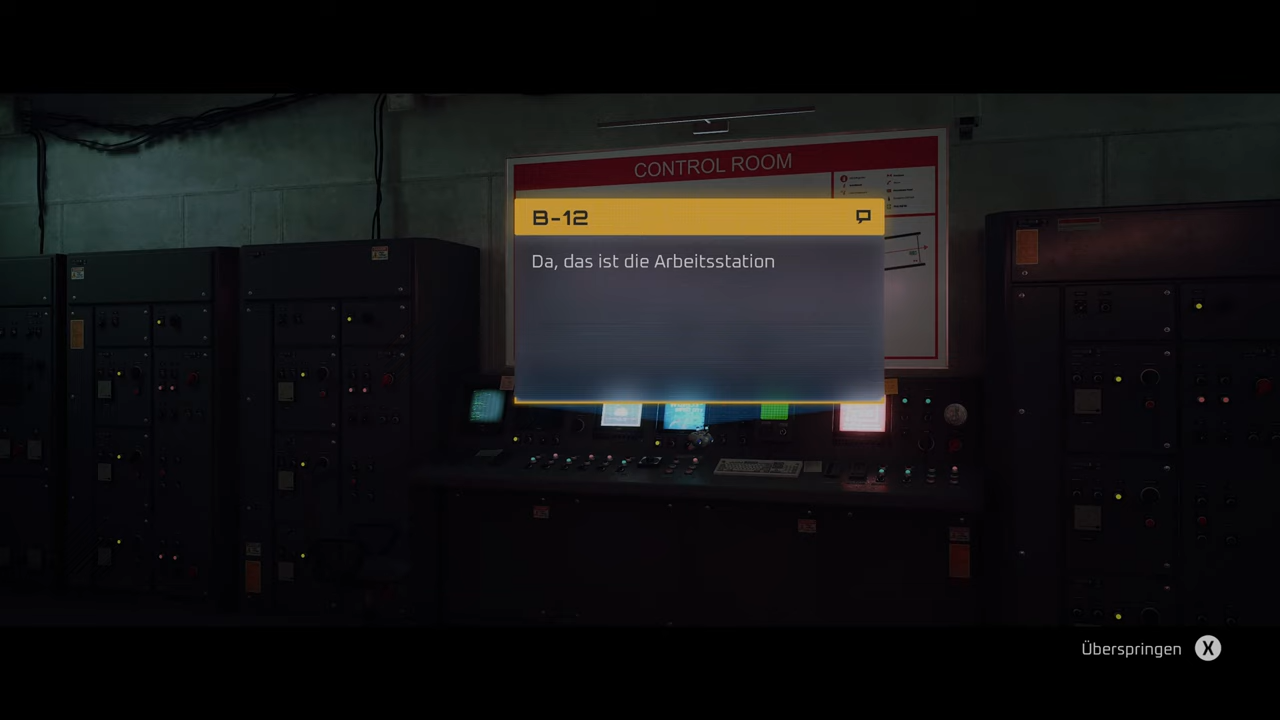 CONTROL ROOM
B-12
Da, das ist die Arbeitsstation
Überspringen X